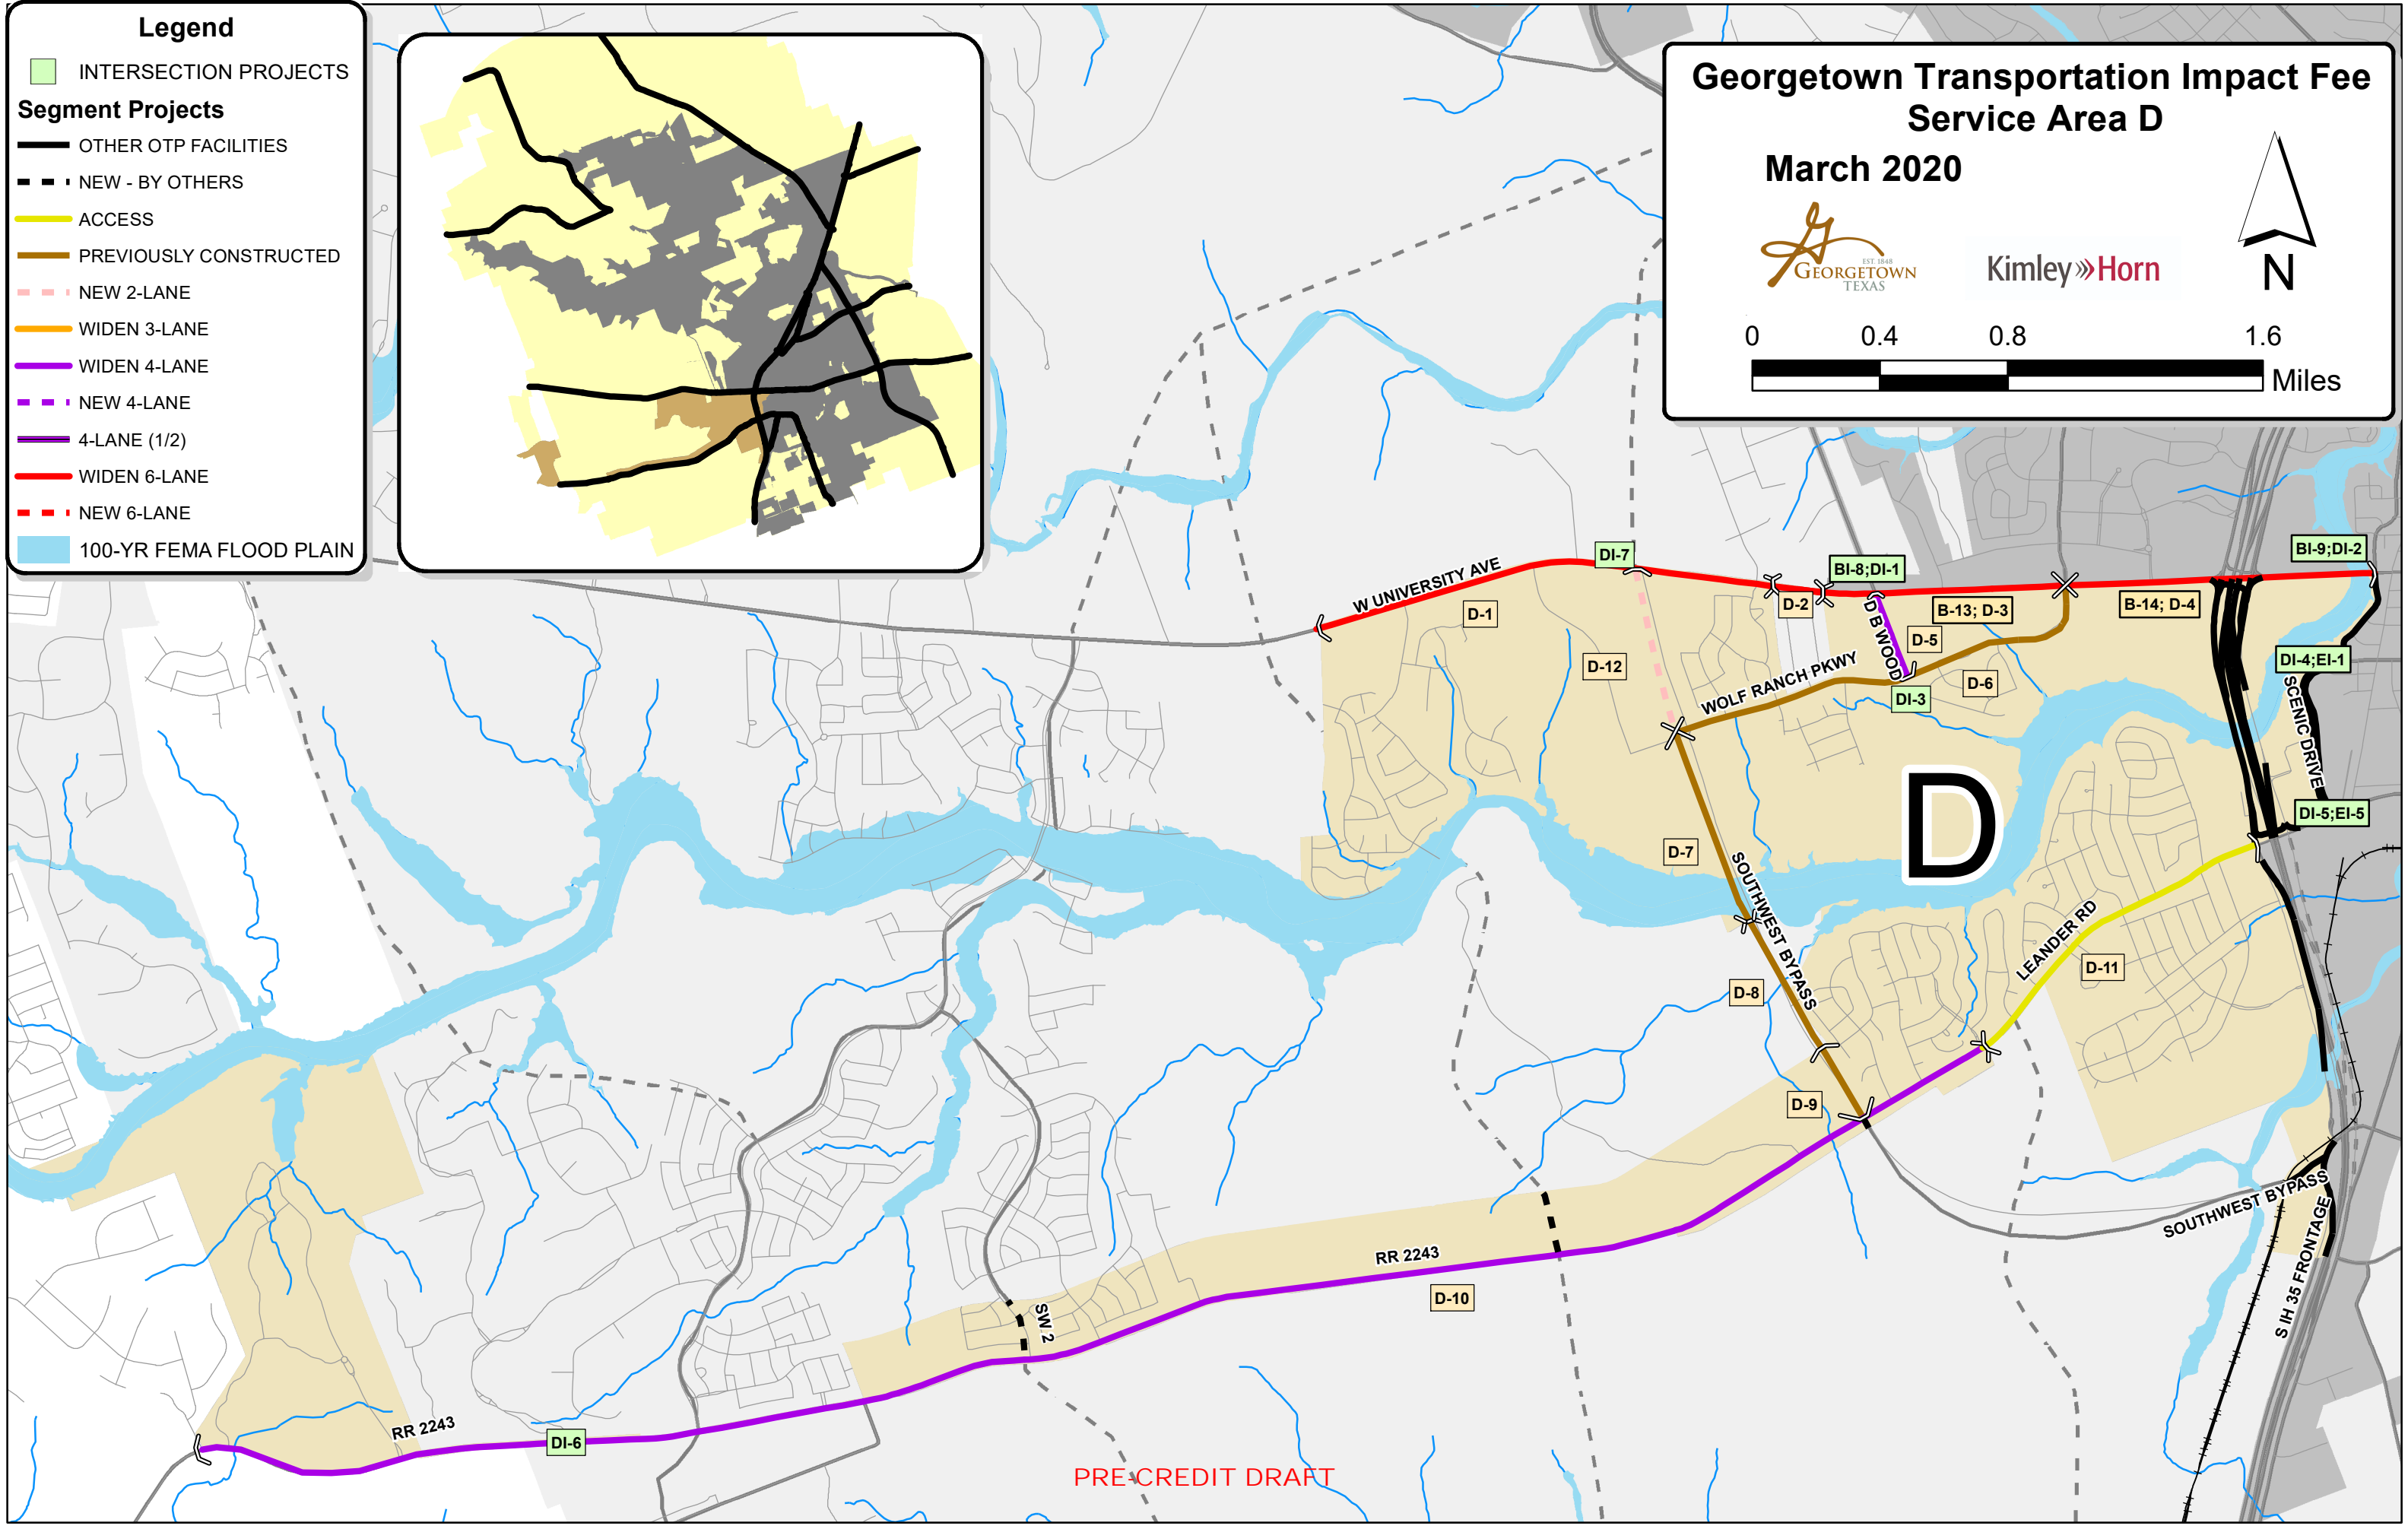 Legend
INTERSECTION PROJECTS
Segment Projects
OTHER OTP FACILITIES
NEW - BY OTHERS
ACCESS
PREVIOUSLY CONSTRUCTED
NEW 2-LANE
WIDEN 3-LANE
WIDEN 4-LANE
NEW 4-LANE
4-LANE (1/2)
WIDEN 6-LANE
NEW 6-LANE
100-YR FEMA FLOOD PLAIN
Georgetown Transportation Impact Fee
Service Area D
March 2020
EST. 1848
GEORGETOWN
TEXAS
Kimley»Horn
N
0 0.4 0.8 1.6
Miles
W UNIVERSITY AVE
DI-7
BI-8;DI-1
BI-9;DI-2
D-1
D-2
B-13; D-3
B-14; D-4
D B WOOD
D-5
D-12
WOLF RANCH PKWY
D-6
DI-3
DI-4;EI-1
SCENIC DRIVE
D
DI-5;EI-5
D-7
SOUTHWEST BYPASS
LEANDER RD
D-11
D-8
D-9
SOUTHWEST BYPASS
S IH 35 FRONTAGE
RR 2243
D-10
SW 2
RR 2243
DI-6
PRE-CREDIT DRAFT